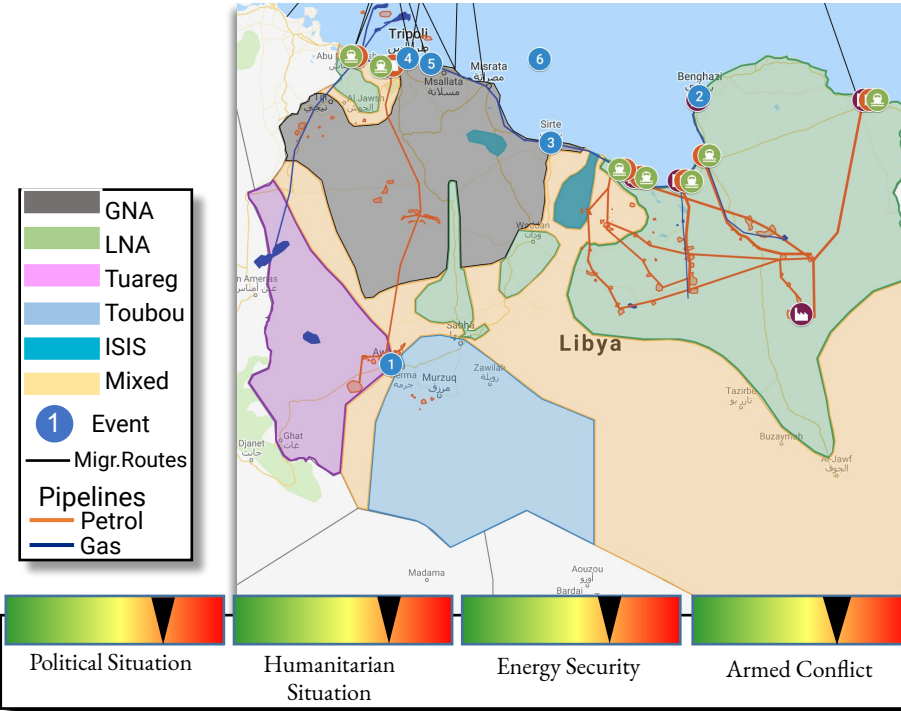 GNA
LNA
Tuareg
Toubou
ISIS
Mixed
1 Event
Migr.Routes
Pipelines
Petrol
Gas
Tripoli
4
5
6
Abu
Msallata
مسلاتة
Misrata
مصراتة
Al Jawsh
الجوش
تيجي
Benghazi
2
Sirte
3
Waddan
ودان
n Amenas
Sabha
Libya
1
جرمة
Murzuq
مرزق
Zawilah
زويلة
Ghat
غات
Djanet
جانت
Tazirbu
تازربو
Buzaymah
Al Jawf
الجوف
Madama
Aouzou
أوزو
Bardai
Political Situation
Humanitarian
Situation
Energy Security
Armed Conflict